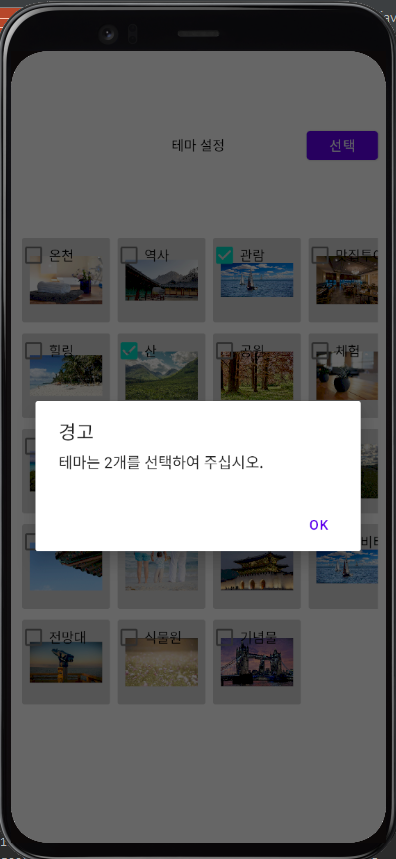 테마 설정
선택
온천
역사
관람
힐링
산
공원
체험
경고
테마는 2개를 선택하여 주십시오.
OK
전망대
식물원
기념물